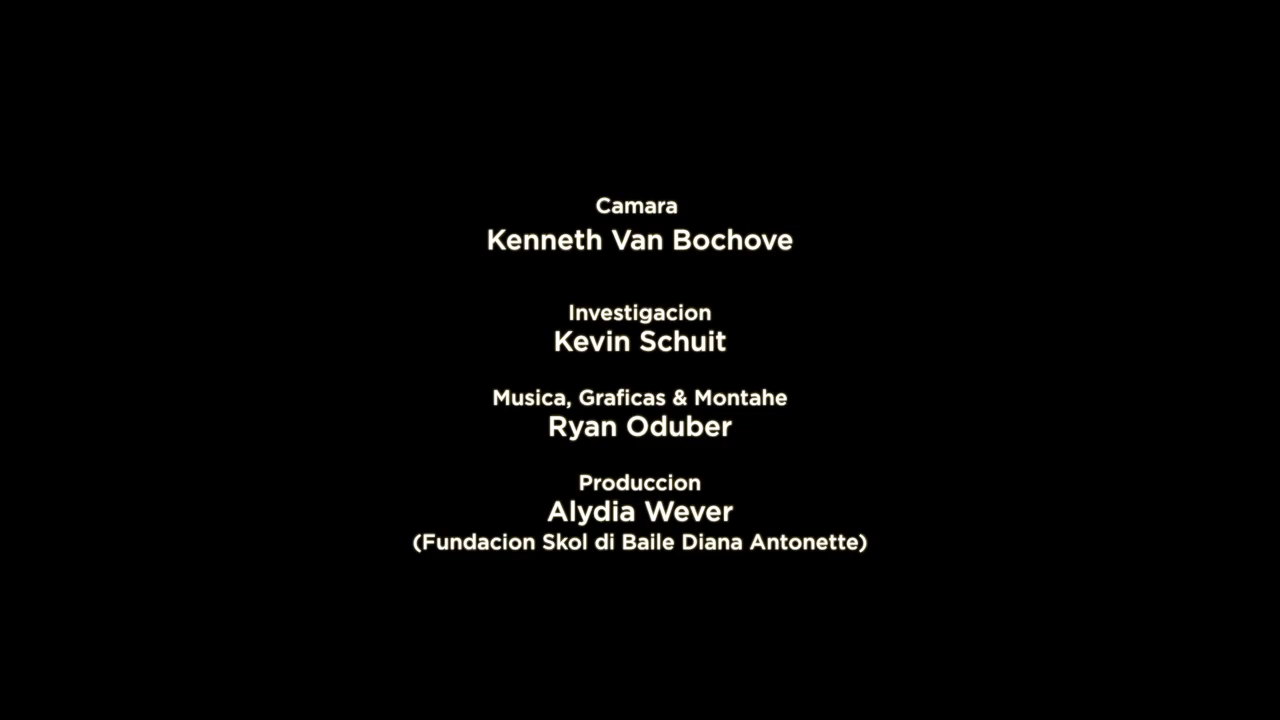 Camara
Kenneth Van Bochove
Investigacion
Kevin Schuit
Musica, Graficas & Montahe
Ryan Oduber
Produccion
Alydia Wever
(Fundacion Skol di Baile Diana Antonette)